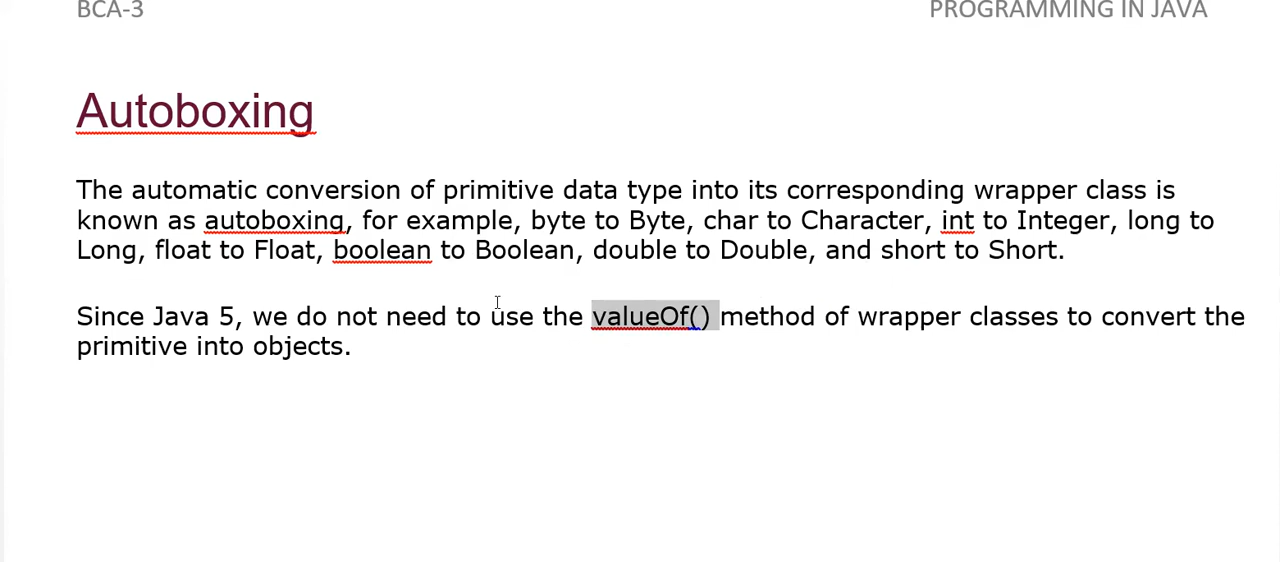 BCA-3 PROGRAMMING IN JAVA
Autoboxing
The automatic conversion of primitive data type into its corresponding wrapper class is
known as autoboxing, for example, byte to Byte, char to Character, int to Integer, long to
Long, float to Float, boolean to Boolean, double to Double, and short to Short.
Since Java 5, we do not need to use the valueOf() method of wrapper classes to convert the
primitive into objects.